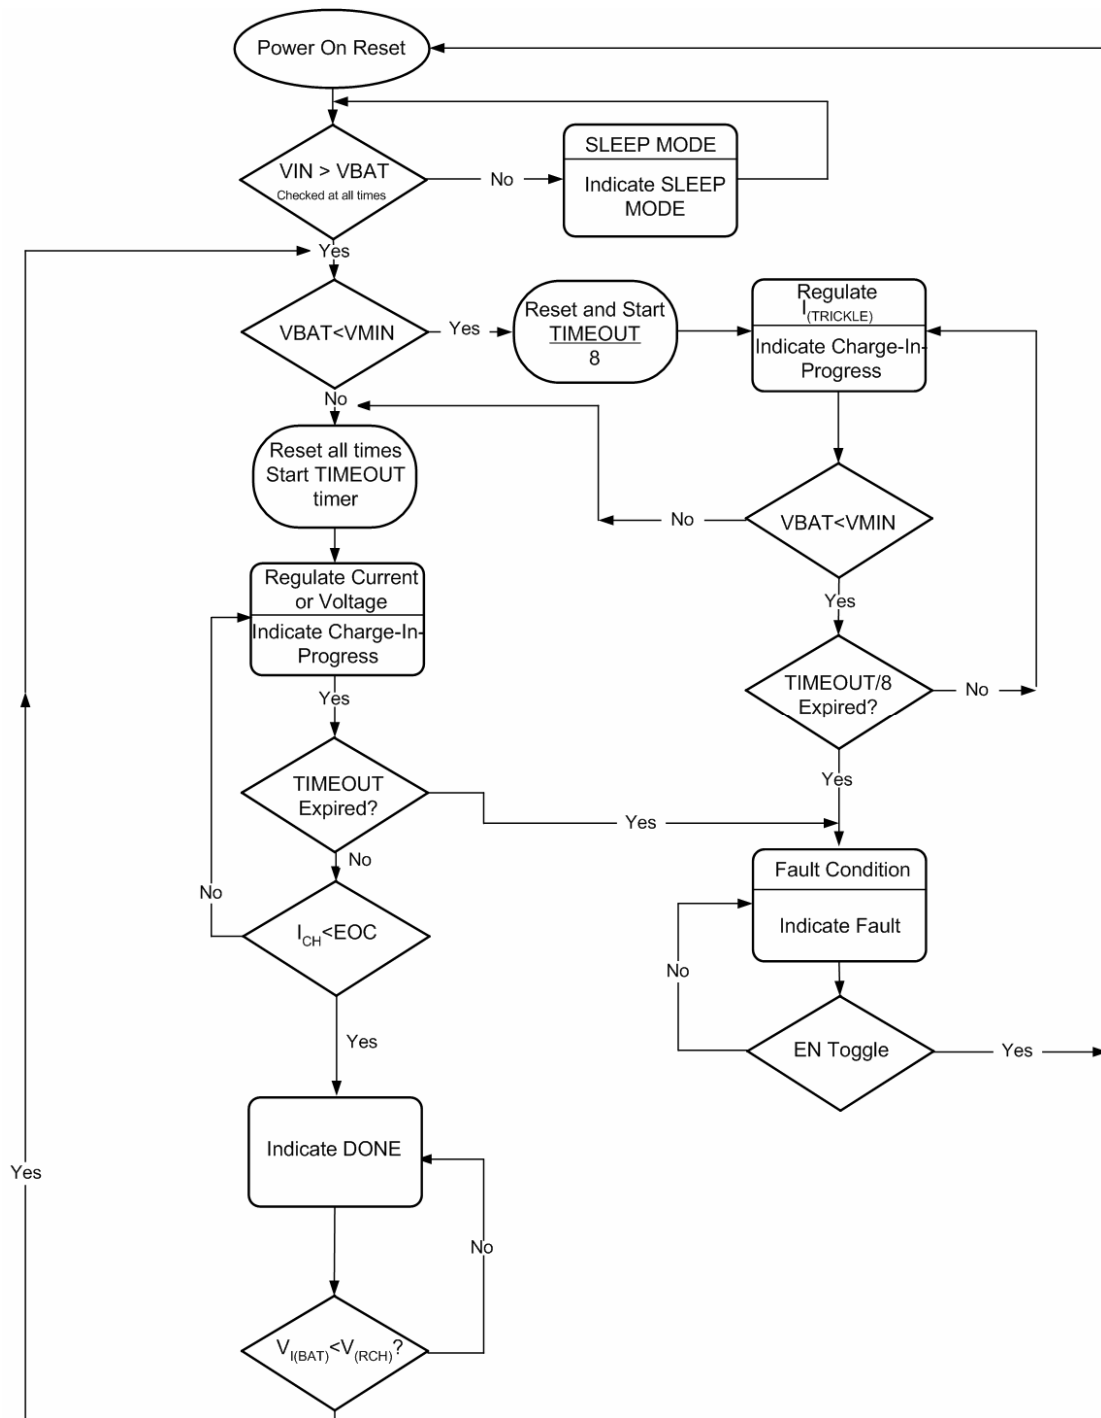 Power On Reset
VIN > VBAT
Checked at all times
No
SLEEP MODE
Indicate SLEEP
MODE
Yes
VBAT<VMIN
Yes
Reset and Start
TIMEOUT
8
Regulate
I(TRICKLE)
Indicate Charge-In-
Progress
No
Reset all times
Start TIMEOUT
timer
No
VBAT<VMIN
Regulate Current
or Voltage
Indicate Charge-In-
Progress
Yes
Yes
TIMEOUT/8
Expired?
No
TIMEOUT
Expired?
Yes
Yes
No
No
ICH<EOC
Fault Condition
Indicate Fault
No
Yes
EN Toggle
Yes
Indicate DONE
Yes
No
VI(BAT)<V(RCH)?